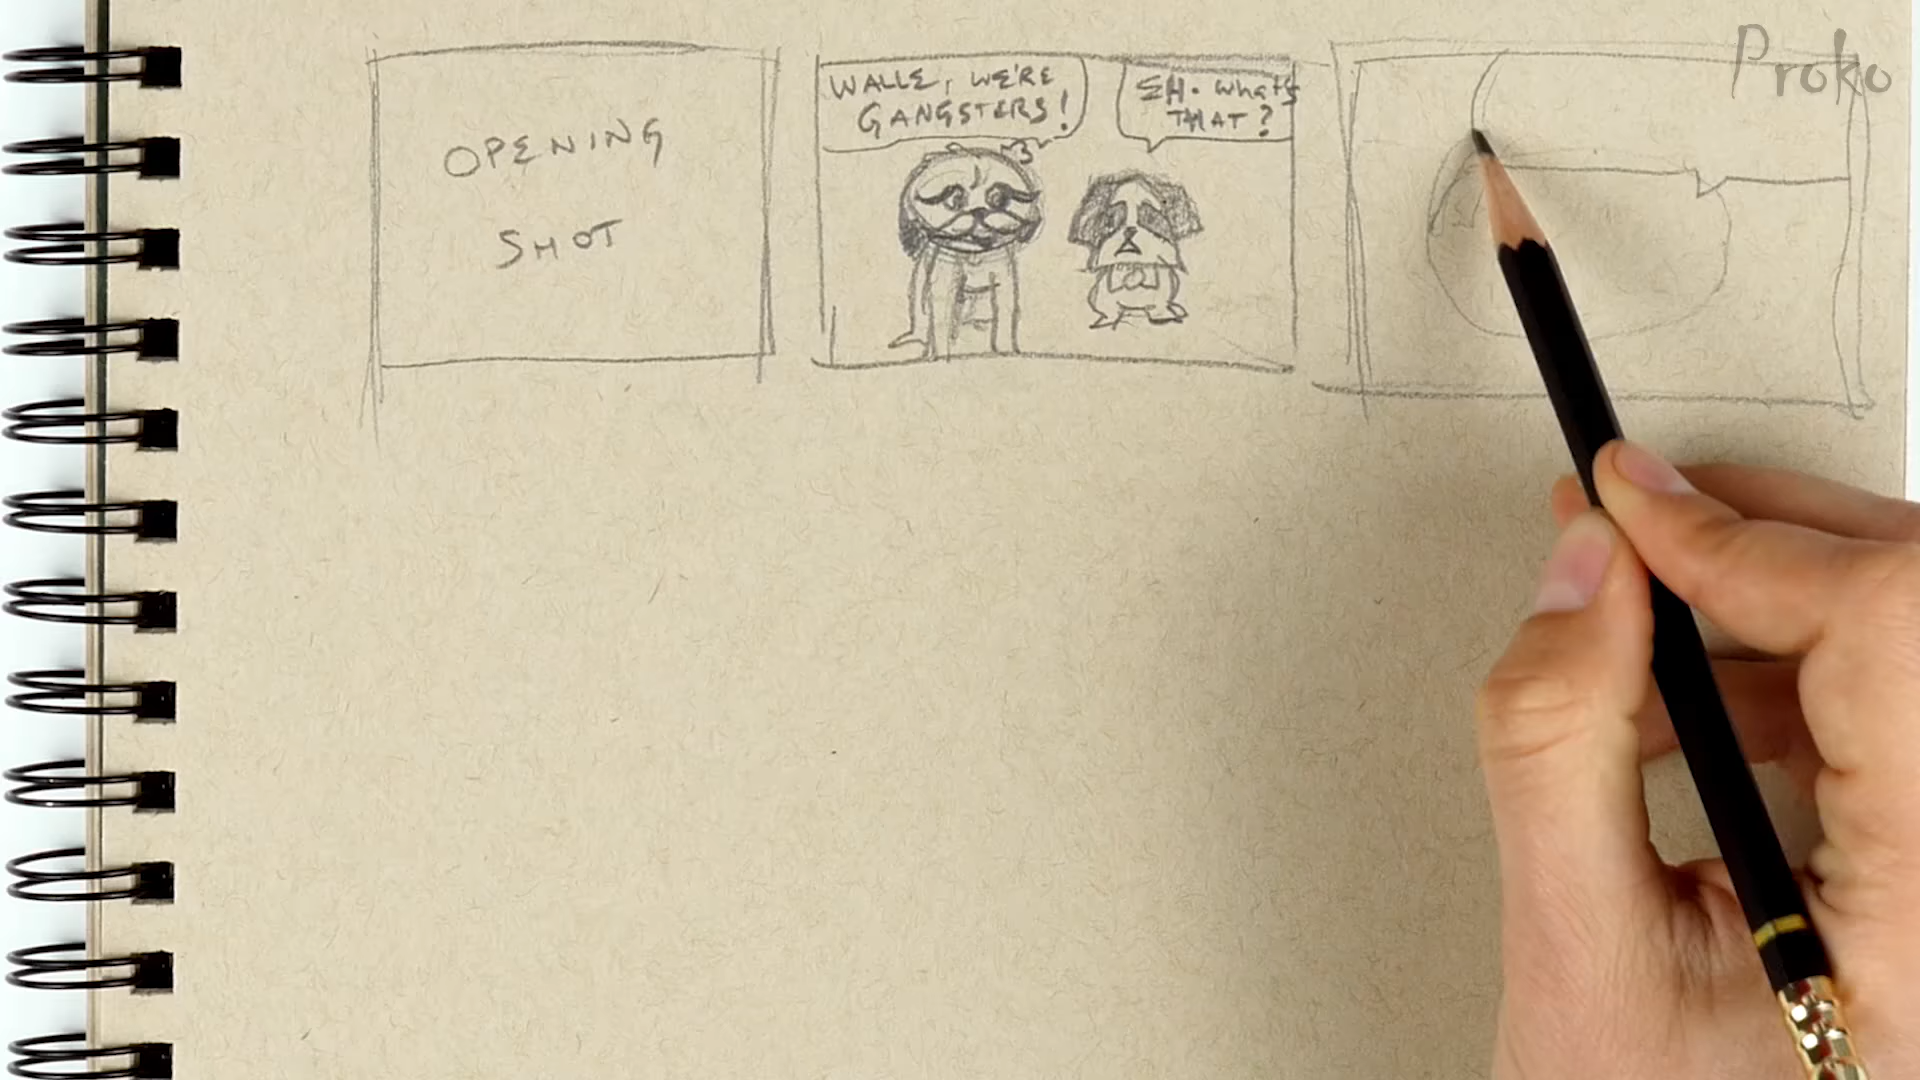 OPENING
SHOT
WALLE, WE'RE
GANGSTERS!
EH. What's
THAT?
Proko